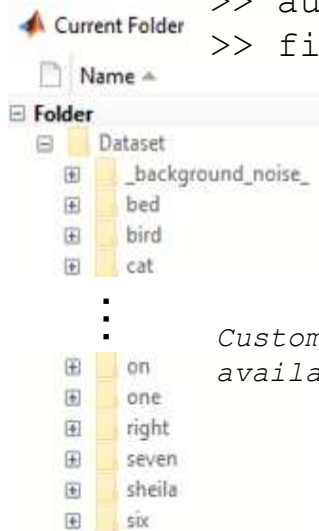 >> au
Current Folder
>> fi
Name
Folder
Dataset
_background_noise_
bed
bird
cat
Custom
availa
on
one
right
seven
sheila
six